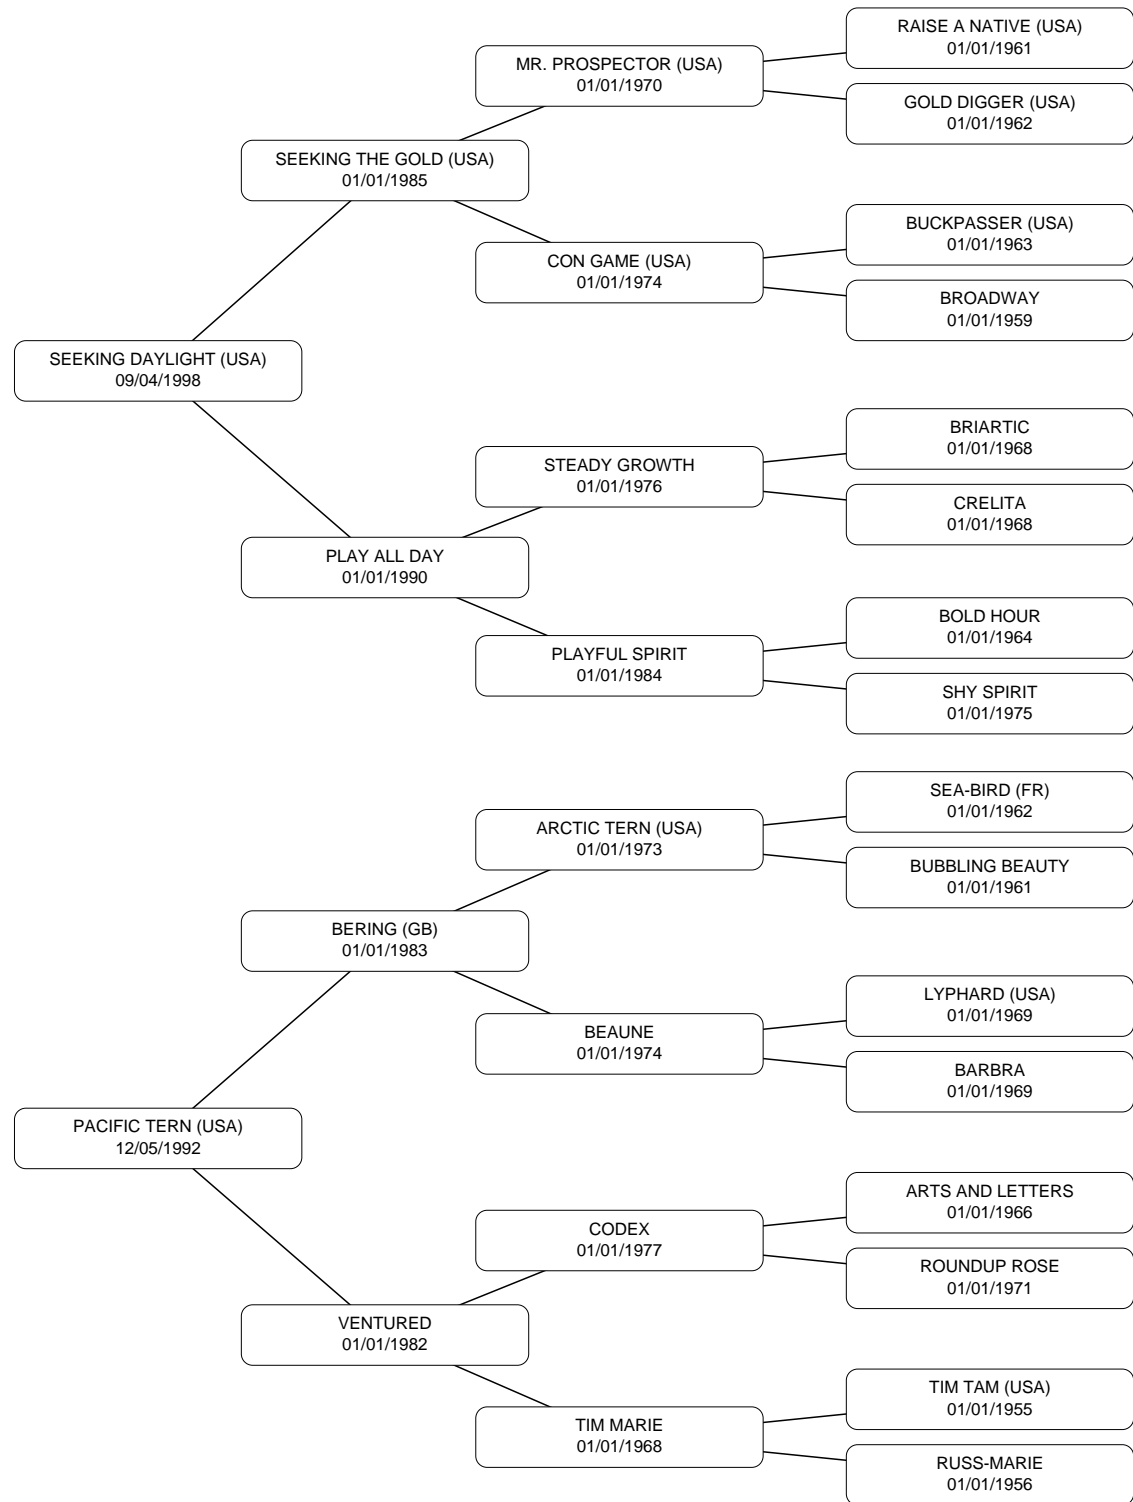 RAISE A NATIVE (USA)
01/01/1961
MR. PROSPECTOR (USA)
01/01/1970
GOLD DIGGER (USA)
01/01/1962
SEEKING THE GOLD (USA)
01/01/1985
BUCKPASSER (USA)
01/01/1963
CON GAME (USA)
01/01/1974
BROADWAY
01/01/1959
SEEKING DAYLIGHT (USA)
09/04/1998
BRIARTIC
01/01/1968
STEADY GROWTH
01/01/1976
CRELITA
01/01/1968
PLAY ALL DAY
01/01/1990
BOLD HOUR
01/01/1964
PLAYFUL SPIRIT
01/01/1984
SHY SPIRIT
01/01/1975
SEA-BIRD (FR)
01/01/1962
ARCTIC TERN (USA)
01/01/1973
BUBBLING BEAUTY
01/01/1961
BERING (GB)
01/01/1983
LYPHARD (USA)
01/01/1969
BEAUNE
01/01/1974
BARBRA
01/01/1969
PACIFIC TERN (USA)
12/05/1992
ARTS AND LETTERS
01/01/1966
CODEX
01/01/1977
ROUNDUP ROSE
01/01/1971
VENTURED
01/01/1982
TIM TAM (USA)
01/01/1955
TIM MARIE
01/01/1968
RUSS-MARIE
01/01/1956